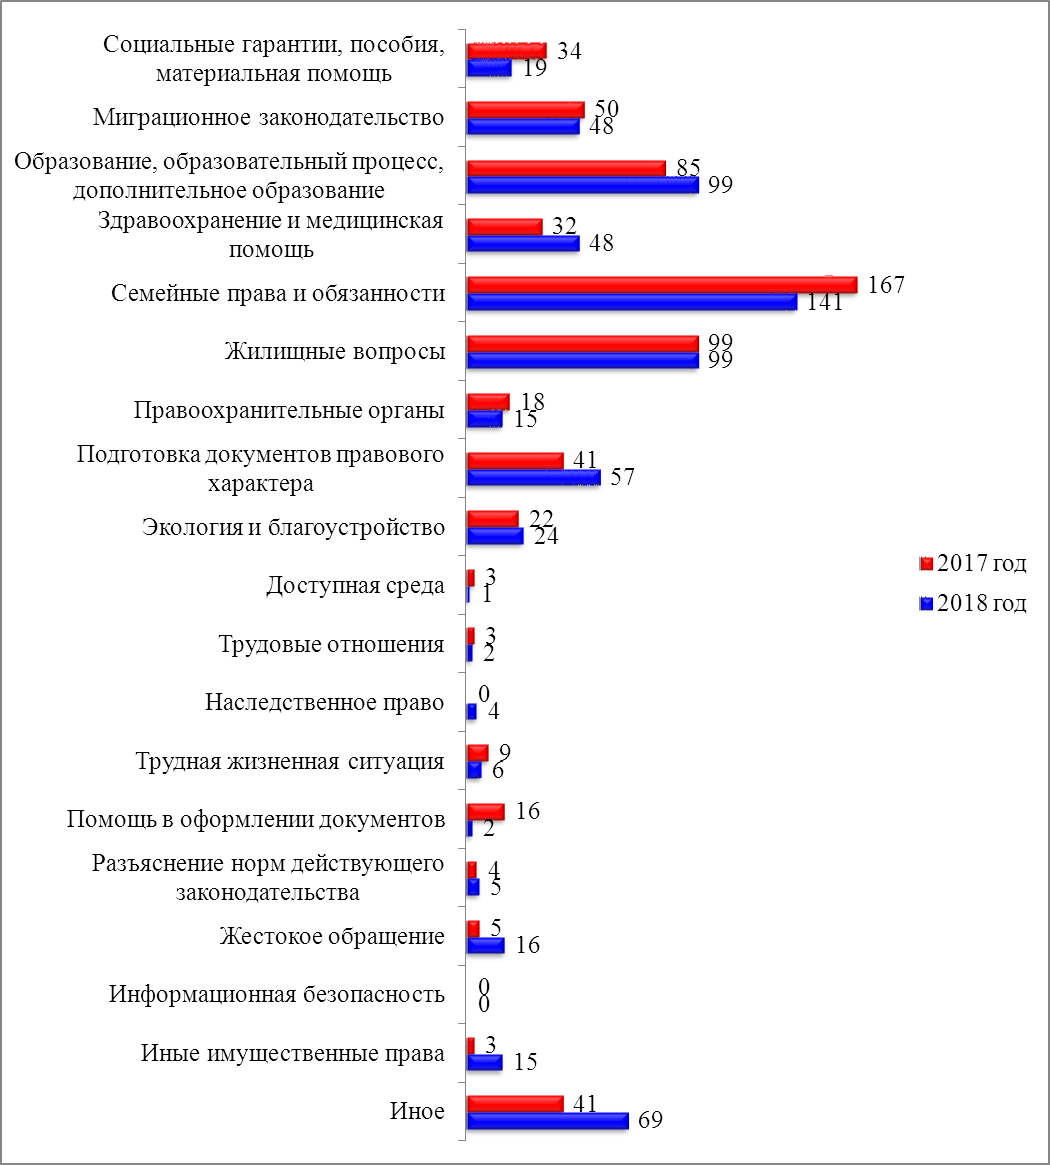 Социальные гарантии, пособия,
материальная помощь
34
19
Миграционное законодательство
50
48
Образование, образовательный процесс,
дополнительное образование
85
99
Здравоохранение и медицинская
помощь
32
48
Семейные права и обязанности
167
141
Жилищные вопросы
99
99
Правоохранительные органы
18
15
Подготовка документов правового
характера
41
57
Экология и благоустройство
22
24
Доступная среда
3
1
Трудовые отношения
3
2
Наследственное право
0
4
Трудная жизненная ситуация
9
6
Помощь в оформлении документов
16
2
Разъяснение норм действующего
законодательства
4
5
Жестокое обращение
5
16
Информационная безопасность
0
0
Иные имущественные права
3
15
Иное
41
69
2017 год
2018 год